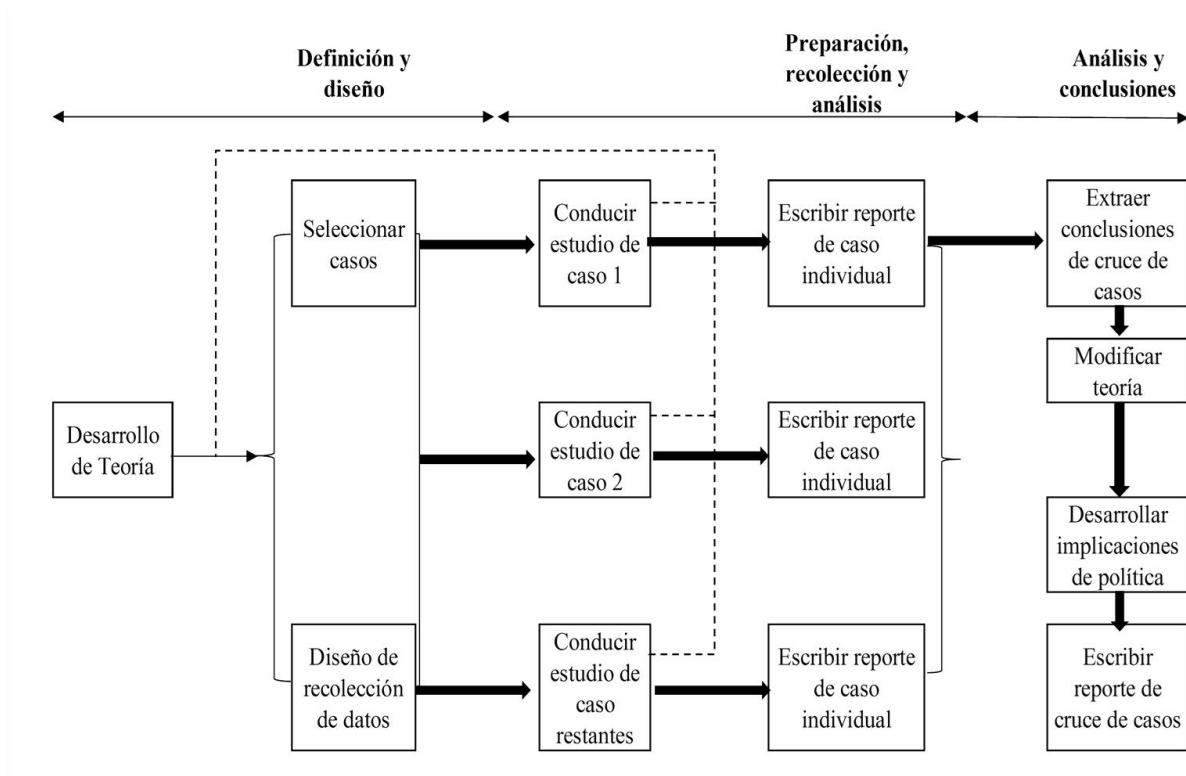 Definición y
diseño
Preparación,
recolección y
análisis
Análisis y
conclusiones
Desarrollo
de Teoría
Seleccionar
casos
Diseño de
recolección
de datos
Conducir
estudio de
caso 1
Conducir
estudio de
caso 2
Conducir
estudio de
caso
restantes
Escribir reporte
de caso
individual
Escribir reporte
de caso
individual
Escribir reporte
de caso
individual
Extraer
conclusiones
de cruce de
casos
Modificar
teoría
Desarrollar
implicaciones
de política
Escribir
reporte de
cruce de casos